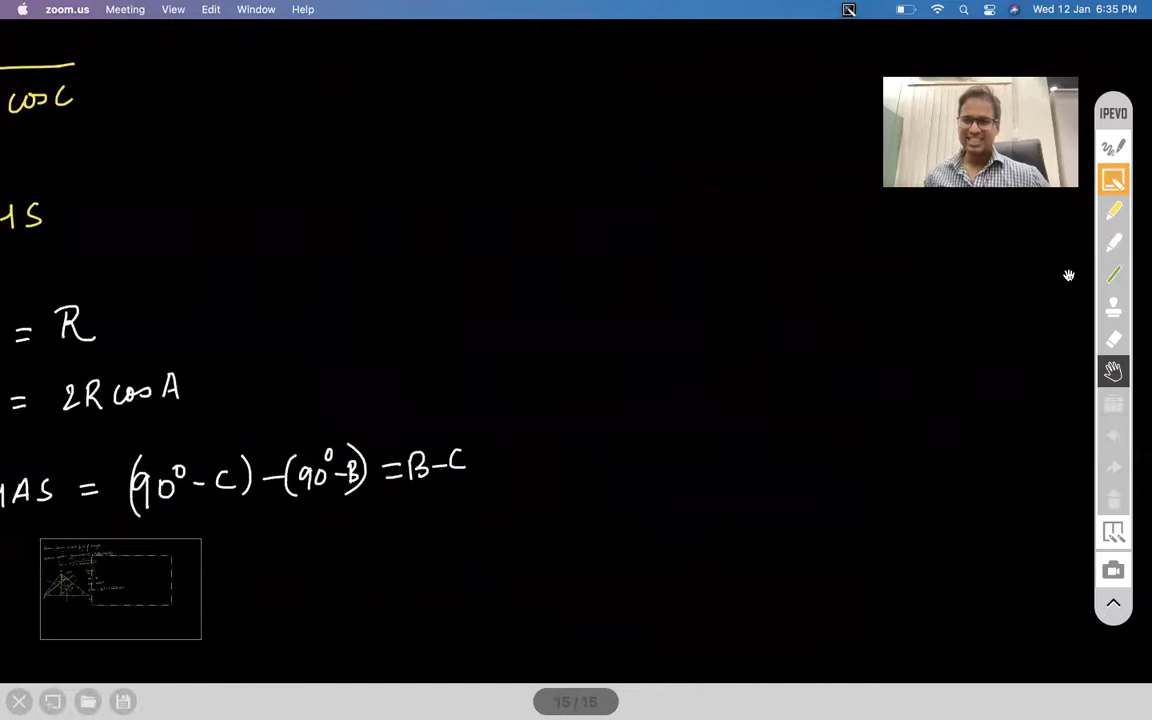 zoom.us Meeting View Edit Window Help Wed 12 Jan 6:35 PM
cos C
IPEVO
S
= R
= 2R cos A
AS = (90° - C) - (90° - B) = B - C
15 / 15